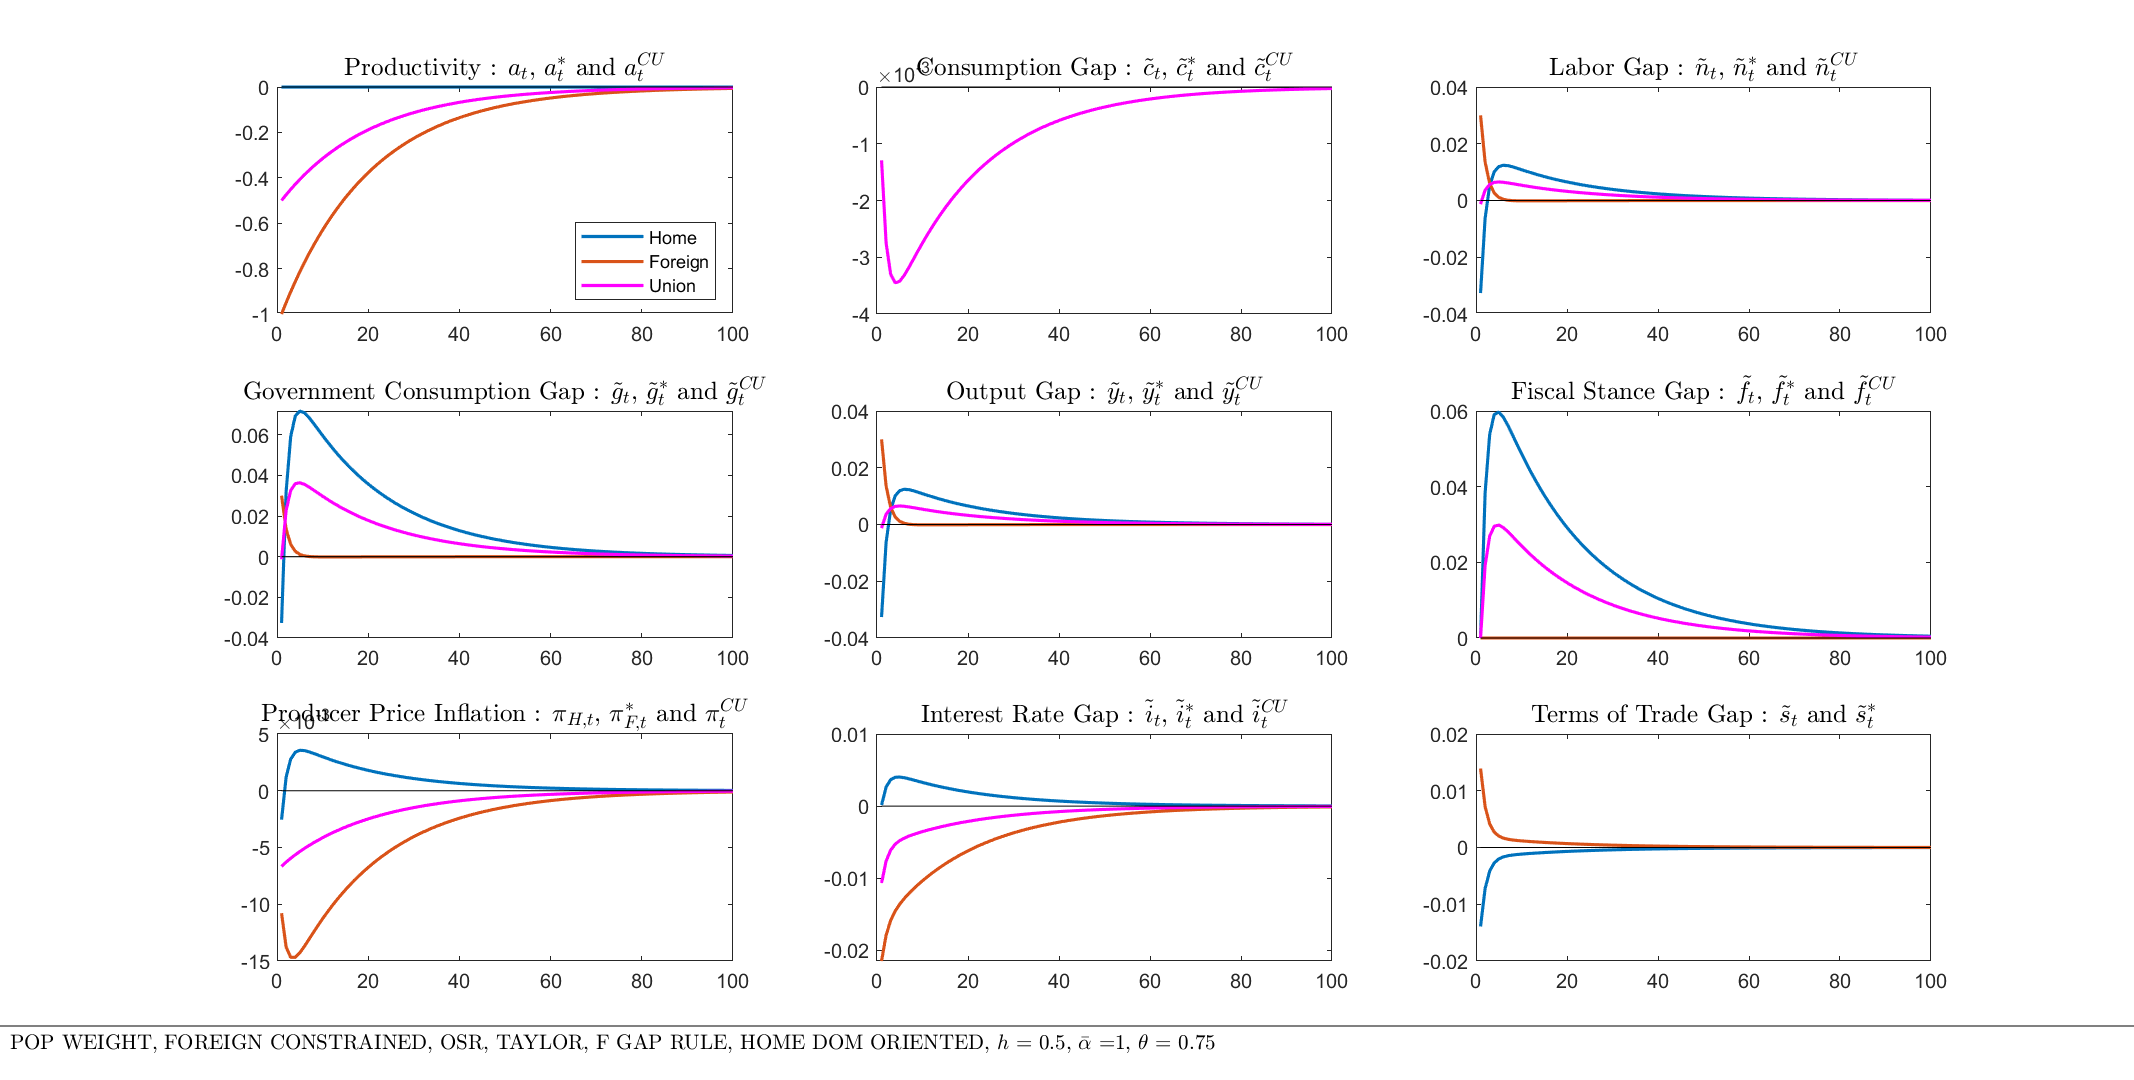 Productivity : a_t, a_t^* and a_t^{CU}
0
-0.2
-0.4
-0.6
-0.8
-1
0 20 40 60 80 100
Home
Foreign
Union
×10^{-3}
Consumption Gap : c̃_t, c̃_t^* and c̃_t^{CU}
0
-1
-2
-3
-4
0 20 40 60 80 100
Labor Gap : ñ_t, ñ_t^* and ñ_t^{CU}
0.04
0.02
0
-0.02
-0.04
0 20 40 60 80 100
Government Consumption Gap : g̃_t, g̃_t^* and g̃_t^{CU}
0.06
0.04
0.02
0
-0.02
-0.04
0 20 40 60 80 100
Output Gap : ỹ_t, ỹ_t^* and ỹ_t^{CU}
0.04
0.02
0
-0.02
-0.04
0 20 40 60 80 100
Fiscal Stance Gap : f̃_t, f̃_t^* and f̃_t^{CU}
0.06
0.04
0.02
0
0 20 40 60 80 100
Producer Price Inflation : π_{H,t}, π_{F,t}^* and π_t^{CU}
×10^{-3}
5
0
-5
-10
-15
0 20 40 60 80 100
Interest Rate Gap : ĩ_t, ĩ_t^* and ĩ_t^{CU}
0.01
0
-0.01
-0.02
0 20 40 60 80 100
Terms of Trade Gap : s̃_t and s̃_t^*
0.02
0.01
0
-0.01
-0.02
0 20 40 60 80 100
POP WEIGHT, FOREIGN CONSTRAINED, OSR, TAYLOR, F GAP RULE, HOME DOM ORIENTED, h = 0.5, ᾱ =1, θ = 0.75